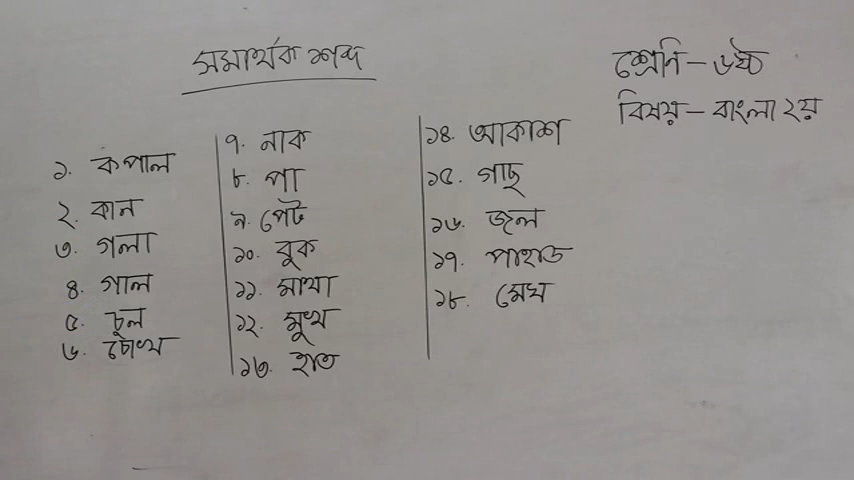 সমার্থক শব্দ
শ্রেনি - ৬ষ্ঠ
বিষয় - বাংলা ২য়
১. কপাল
২. কান
৩. গলা
৪. গাল
৫. চুল
৬. চোখ
৭. নাক
৮. পা
৯. পেট
১০. বুক
১১. মাথা
১২. মুখ
১৩. হাত
১৪. আকাশ
১৫. গাছ
১৬. জল
১৭. পাহাড
১৮. মেঘ